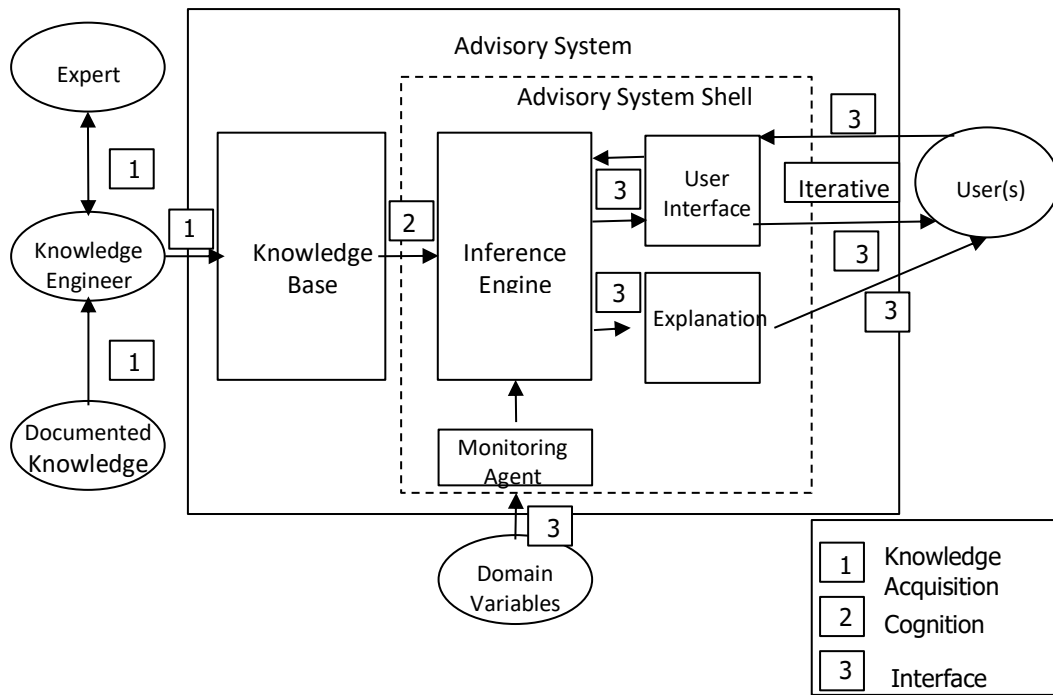 Advisory System
Expert
Advisory System Shell
3
1
3
User
Interface
Iterative
User(s)
1
2
Knowledge
Engineer
Knowledge
Base
Inference
Engine
3
3
Explanation
3
1
Documented
Knowledge
Monitoring
Agent
3
Domain
Variables
1
Knowledge
Acquisition
2
Cognition
3
Interface